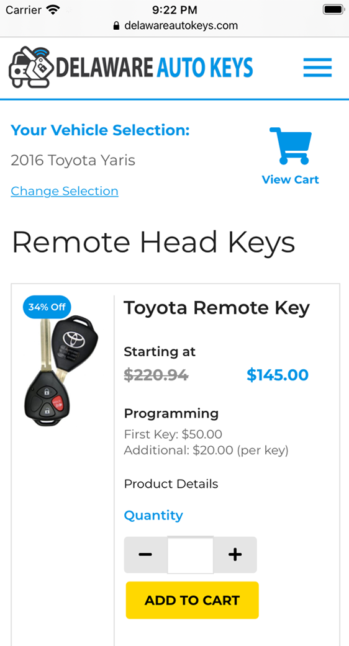 Carrier 9:22 PM
delawareautokeys.com
DELAWARE AUTO KEYS
Your Vehicle Selection:
2016 Toyota Yaris
Change Selection
View Cart
Remote Head Keys
34% Off
Toyota Remote Key
Starting at
$220.94 $145.00
Programming
First Key: $50.00
Additional: $20.00 (per key)
Product Details
Quantity
− +
ADD TO CART